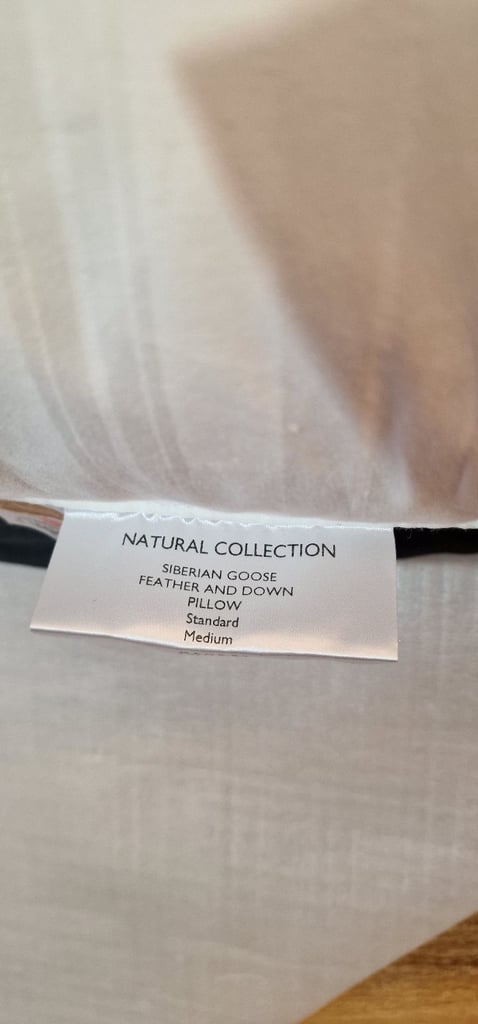 NATURAL COLLECTION
SIBERIAN GOOSE
FEATHER AND DOWN
PILLOW
Standard
Medium